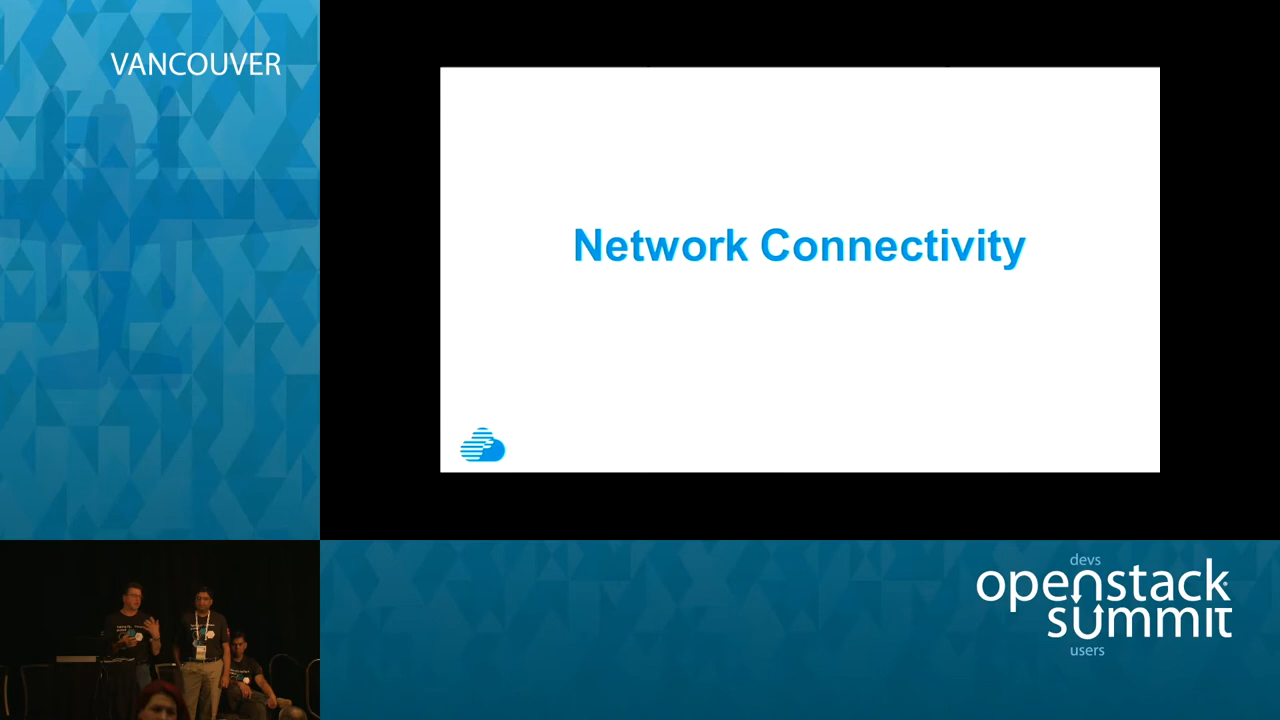 VANCOUVER
Network Connectivity
devs
openstack
summit
users